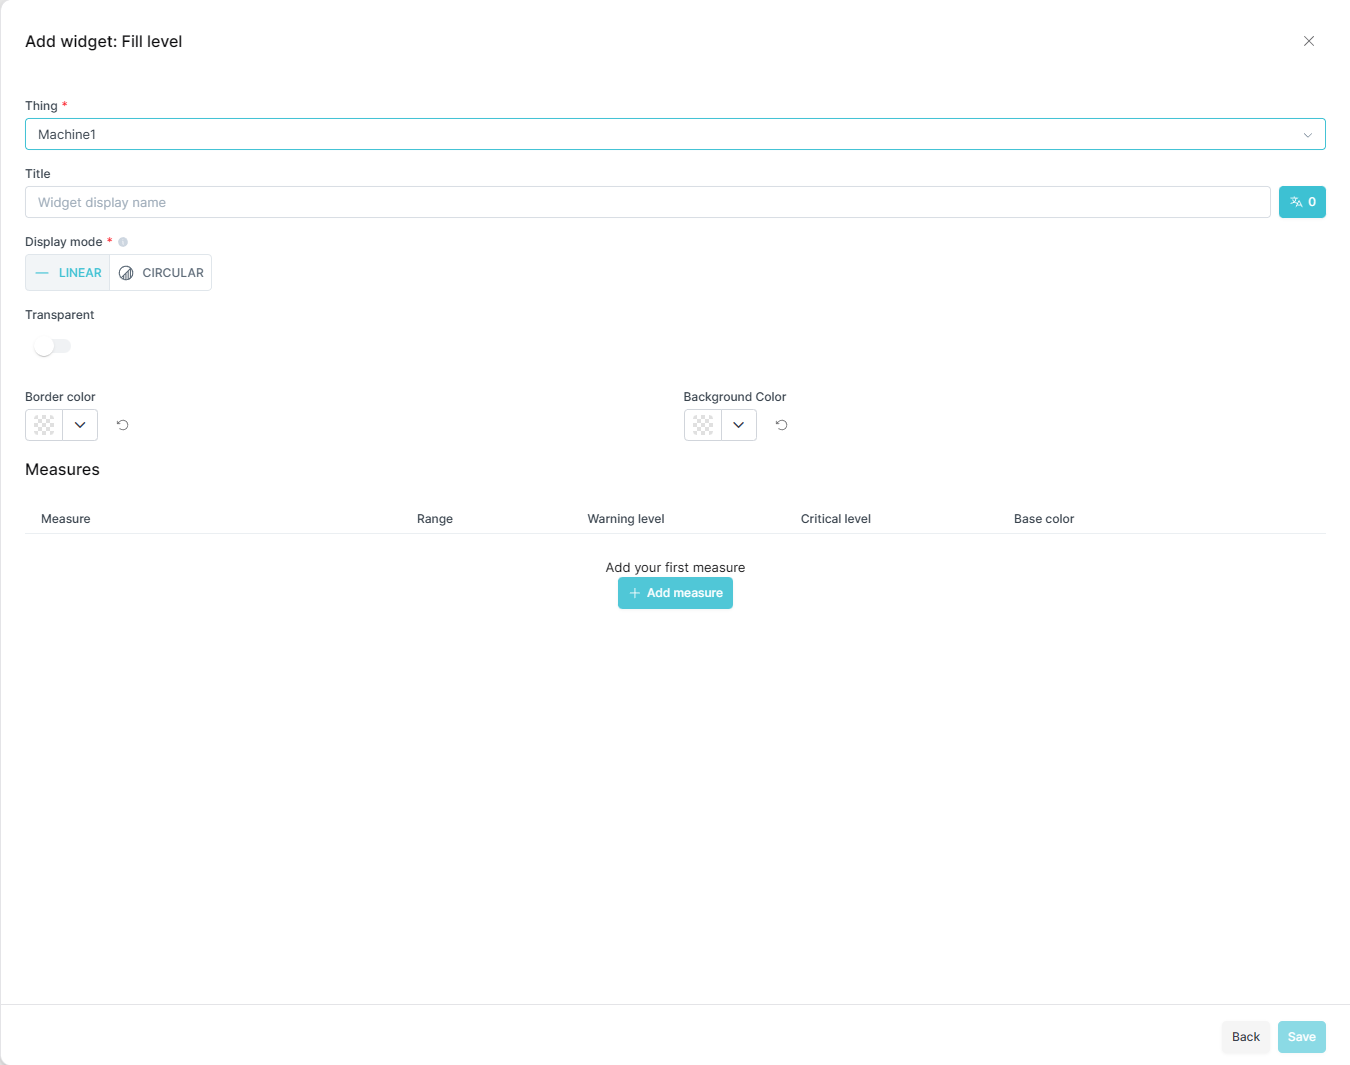 Add widget: Fill level
Thing *
Machine1
Title
Widget display name
0
Display mode *
LINEAR CIRCULAR
Transparent
Border color Background Color
Measures
Measure Range Warning level Critical level Base color
Add your first measure
Add measure
Back Save